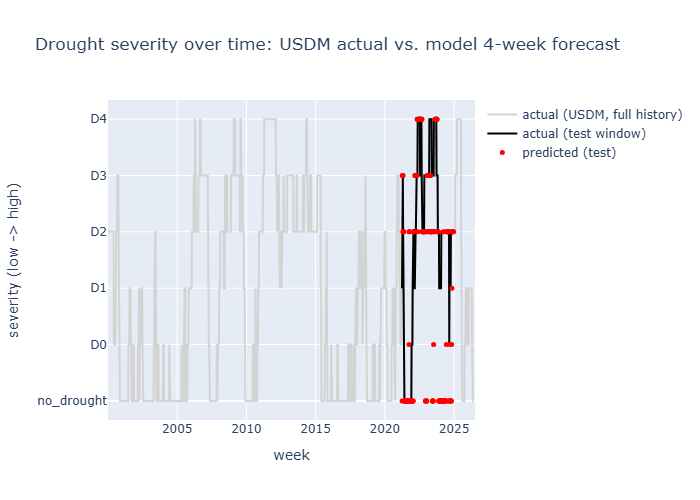 Drought severity over time: USDM actual vs. model 4-week forecast
actual (USDM, full history)
actual (test window)
predicted (test)
severity (low -> high)
D4
D3
D2
D1
D0
no_drought
2005
2010
2015
2020
2025
week